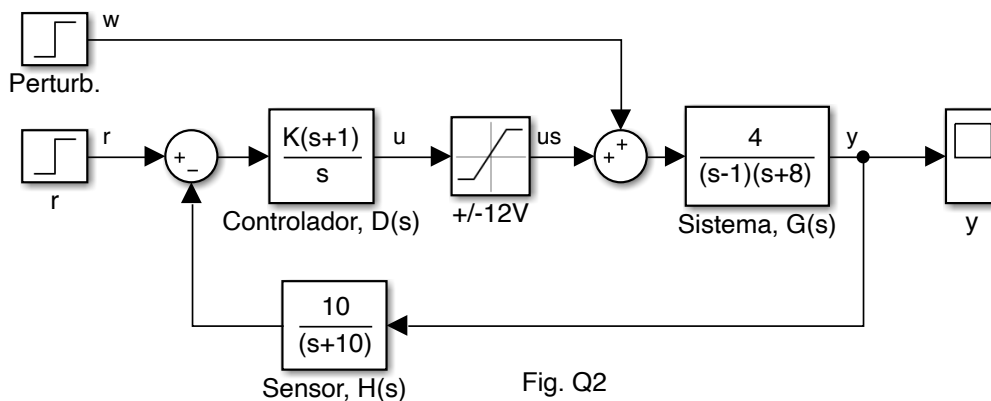 w
Perturb.
r
r
+
−
K(s+1)
s
Controlador, D(s)
u
+/-12V
us
+
+
4
(s-1)(s+8)
Sistema, G(s)
y
y
10
(s+10)
Sensor, H(s)
Fig. Q2